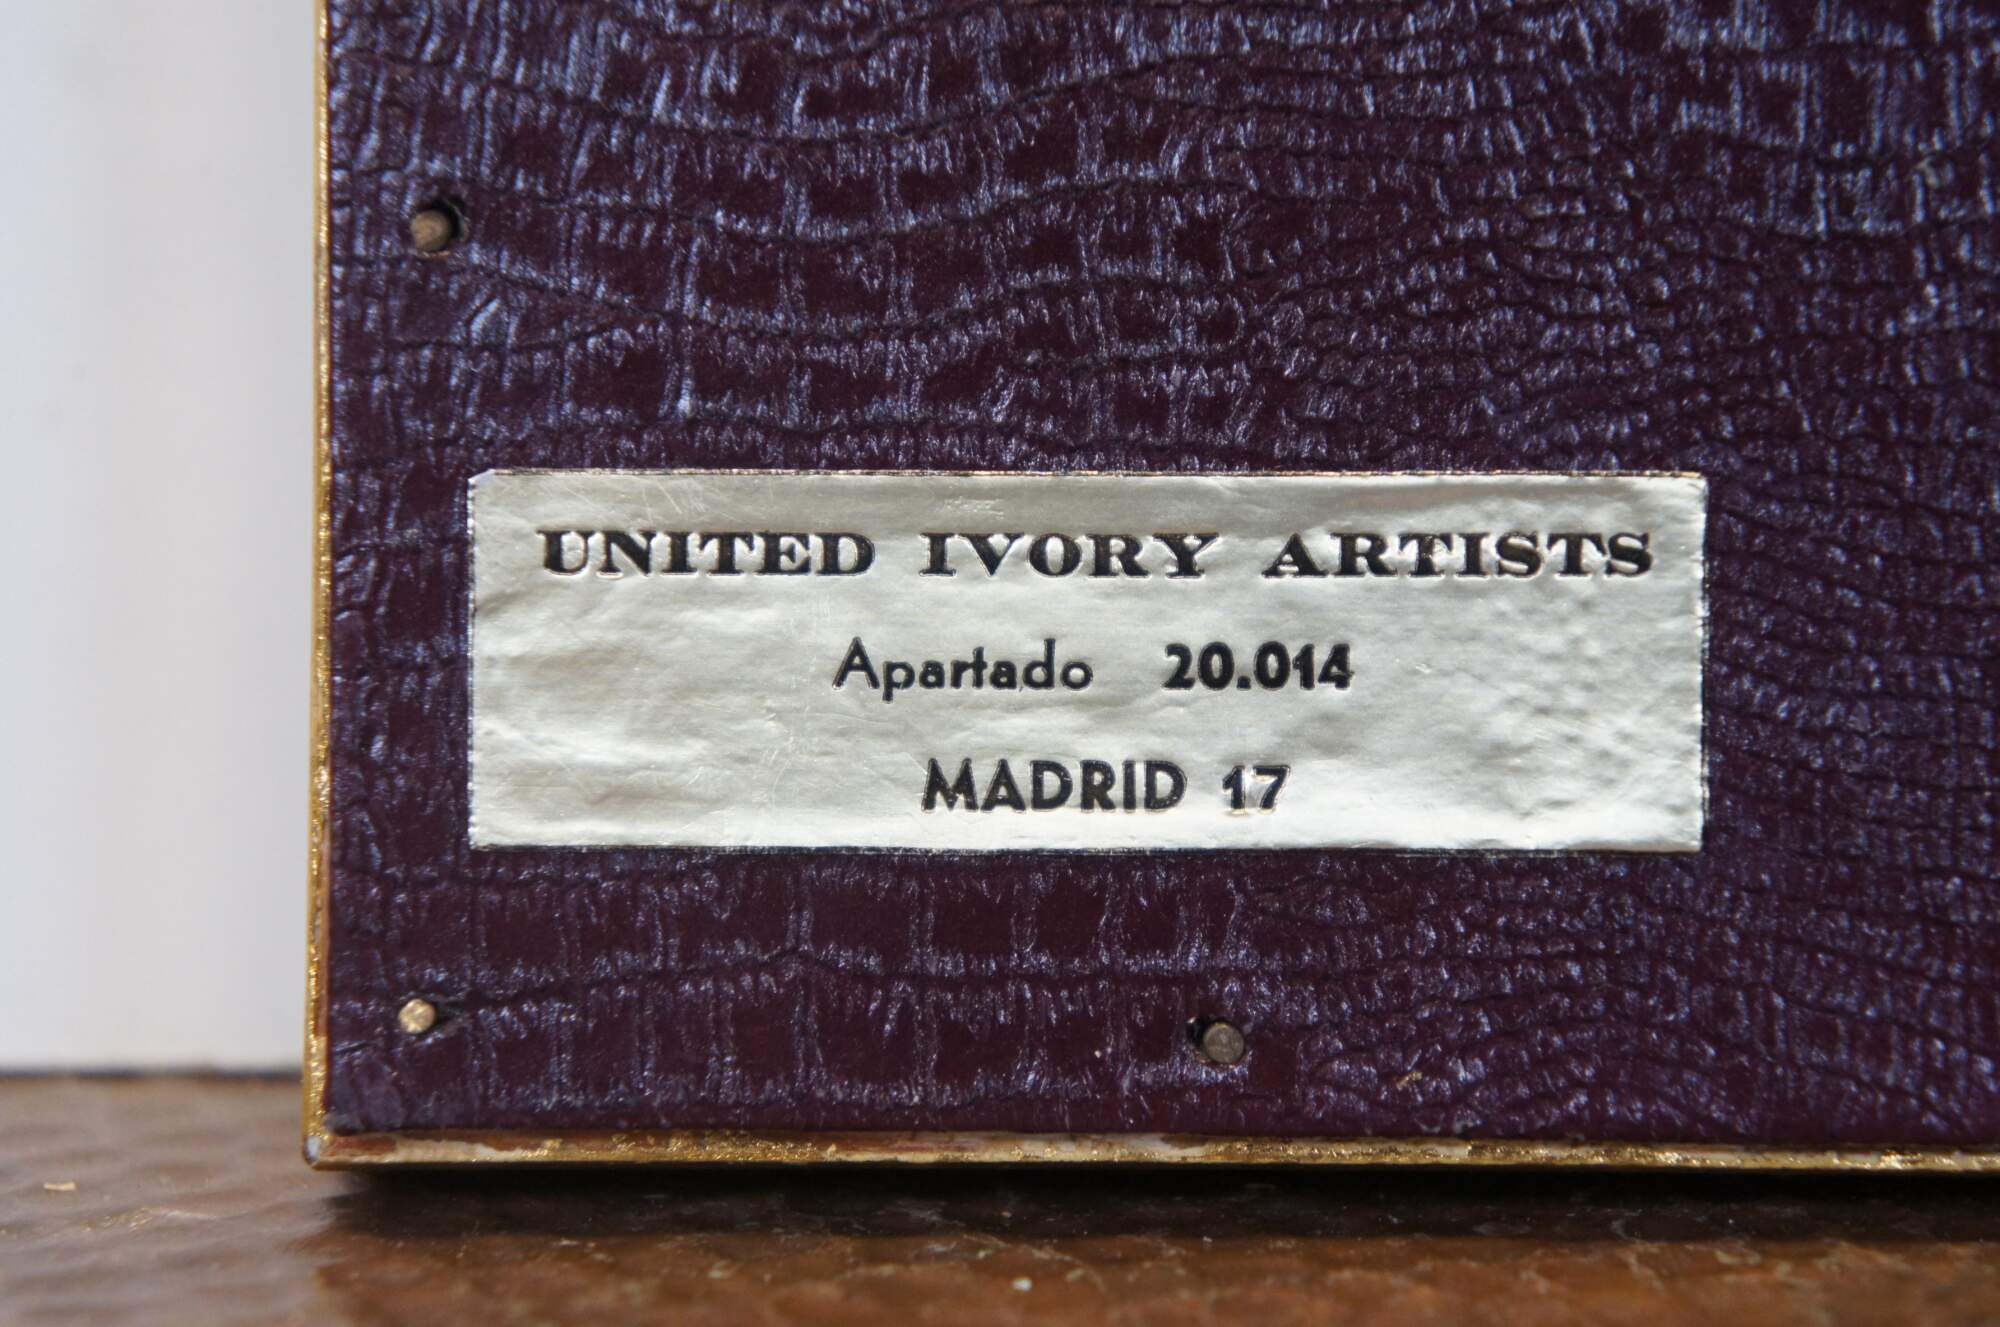 UNITED IVORY ARTISTS
Apartado 20.014
MADRID 17